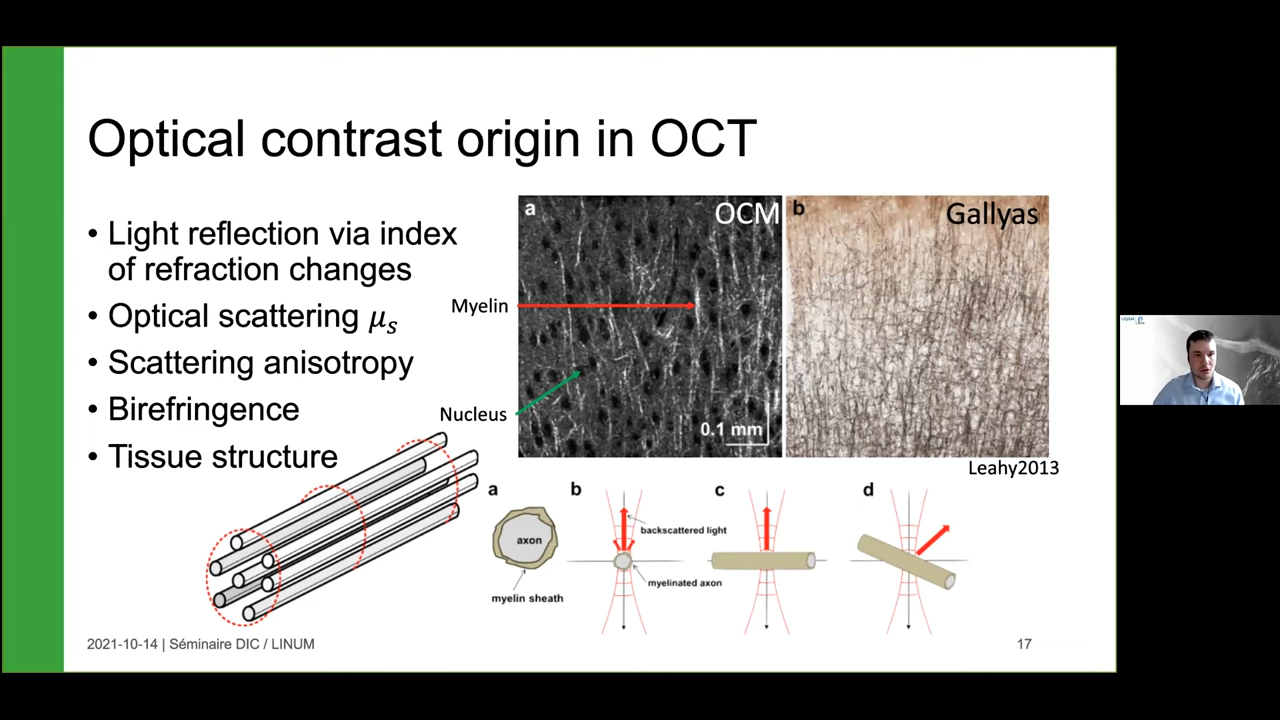 Optical contrast origin in OCT
• Light reflection via index
of refraction changes
• Optical scattering μs
• Scattering anisotropy
• Birefringence
• Tissue structure
a
OCM
b
Gallyas
Myelin
Nucleus
0.1 mm
Leahy2013
a
axon
myelin sheath
b
backscattered light
myelinated axon
c
d
2021-10-14 | Séminaire DIC / LINUM
17
UQÀM